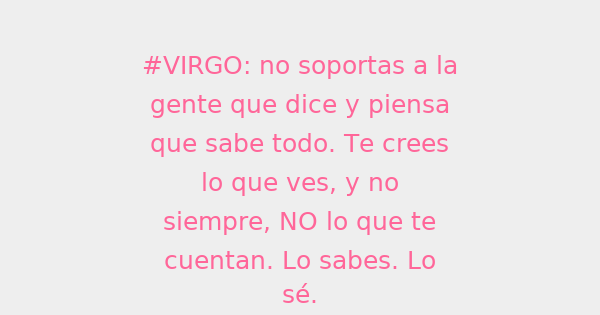 #VIRGO: no soportas a la
gente que dice y piensa
que sabe todo. Te crees
lo que ves, y no
siempre, NO lo que te
cuentan. Lo sabes. Lo
sé.